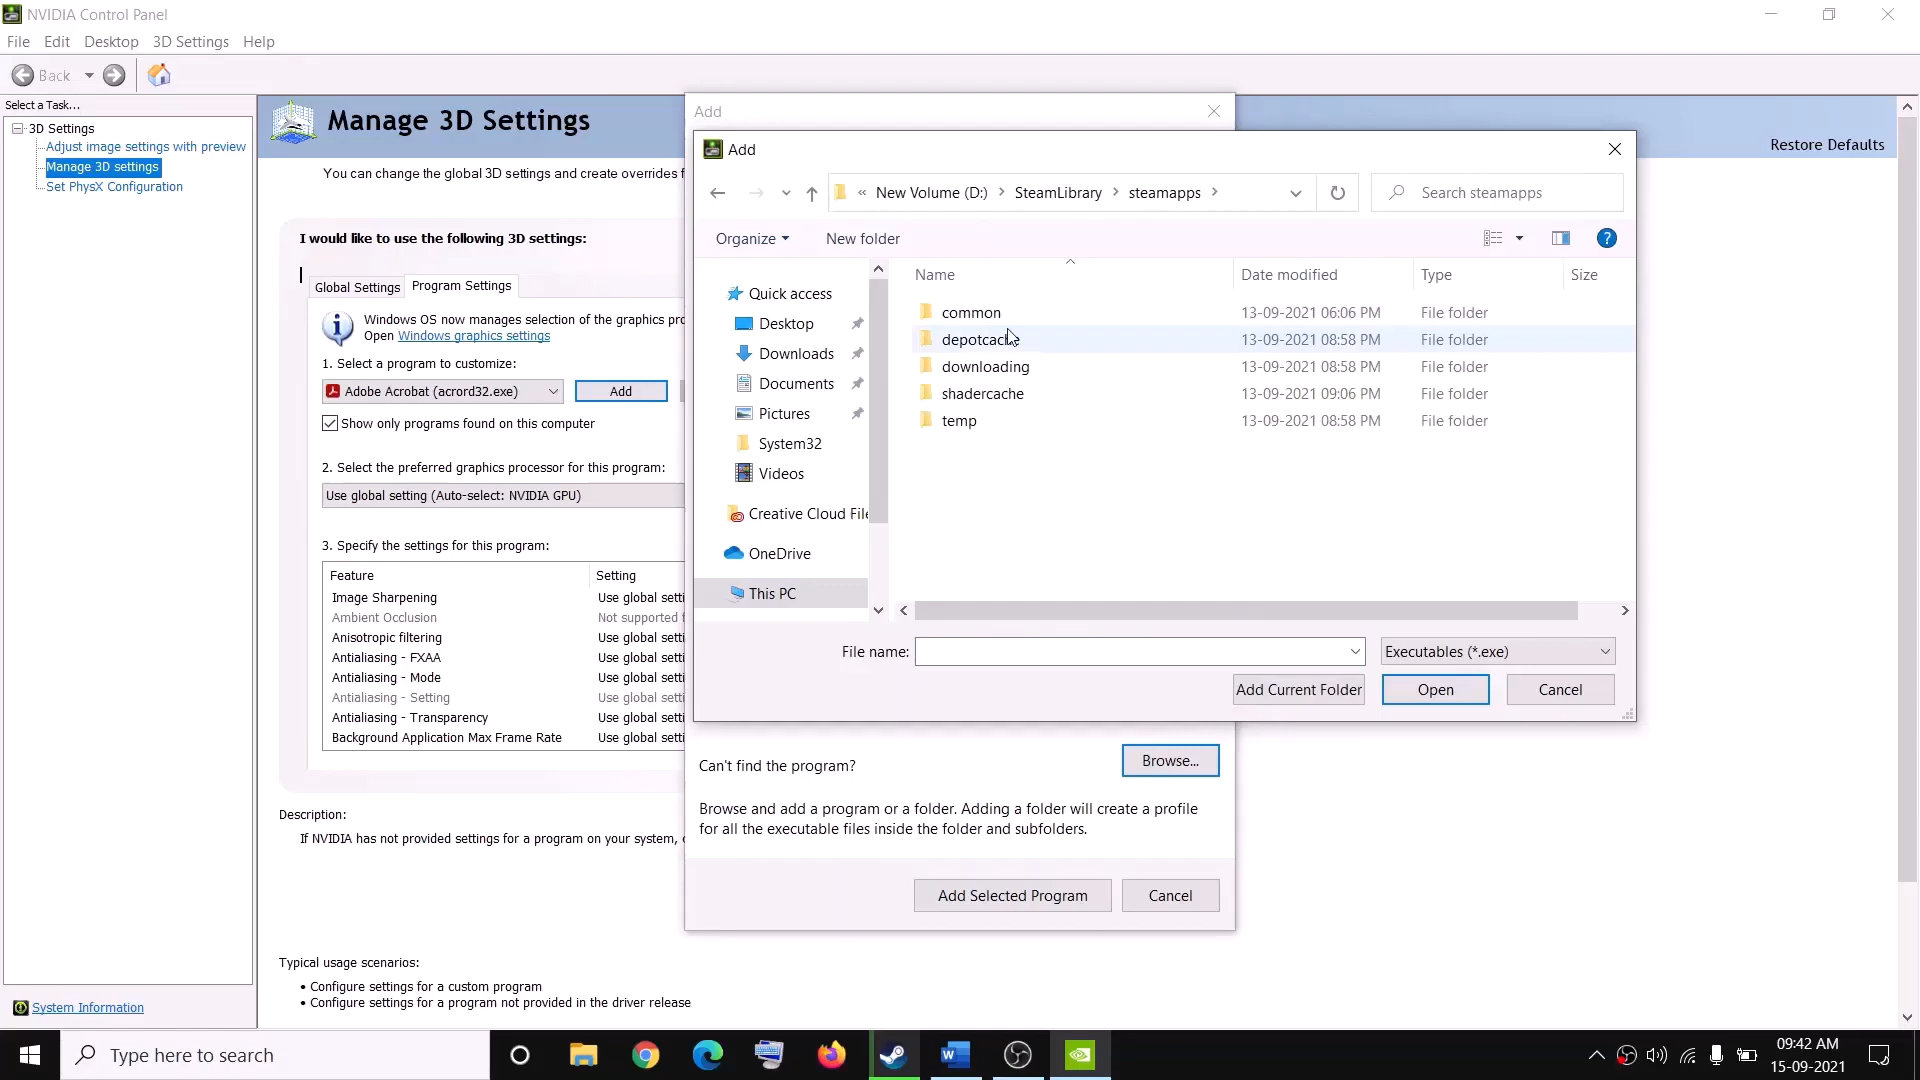 NVIDIA Control Panel
File Edit Desktop 3D Settings Help
Back
Select a Task...
3D Settings
Adjust image settings with preview
Manage 3D settings
Set PhysX Configuration
System Information
Manage 3D Settings
Restore Defaults
You can change the global 3D settings and create overrides f
I would like to use the following 3D settings:
Global Settings
Program Settings
Windows OS now manages selection of the graphics pro
Open Windows graphics settings
1. Select a program to customize:
Adobe Acrobat (acrord32.exe)
Add
Show only programs found on this computer
2. Select the preferred graphics processor for this program:
Use global setting (Auto-select: NVIDIA GPU)
3. Specify the settings for this program:
Feature Setting
Image Sharpening Use global setti
Ambient Occlusion Not supported f
Anisotropic filtering Use global setti
Antialiasing - FXAA Use global setti
Antialiasing - Mode Use global setti
Antialiasing - Setting Use global setti
Antialiasing - Transparency Use global setti
Background Application Max Frame Rate Use global setti
Description:
If NVIDIA has not provided settings for a program on your system,
Typical usage scenarios:
• Configure settings for a custom program
• Configure settings for a program not provided in the driver release
Add
Add
« New Volume (D:) > SteamLibrary > steamapps >
Search steamapps
Organize
New folder
?
Quick access
Desktop
Downloads
Documents
Pictures
System32
Videos
Creative Cloud File
OneDrive
This PC
Name Date modified Type Size
common 13-09-2021 06:06 PM File folder
depotcache 13-09-2021 08:58 PM File folder
downloading 13-09-2021 08:58 PM File folder
shadercache 13-09-2021 09:06 PM File folder
temp 13-09-2021 08:58 PM File folder
File name:
Executables (*.exe)
Add Current Folder
Open
Cancel
Can't find the program?
Browse...
Browse and add a program or a folder. Adding a folder will create a profile
for all the executable files inside the folder and subfolders.
Add Selected Program
Cancel
Type here to search
09:42 AM
15-09-2021